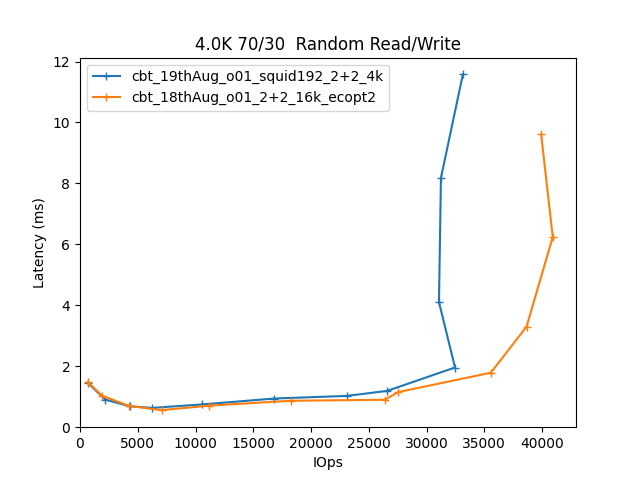 4.0K 70/30  Random Read/Write
cbt_19thAug_o01_squid192_2+2_4k
cbt_18thAug_o01_2+2_16k_ecopt2
12
10
8
6
4
2
0
Latency (ms)
0 5000 10000 15000 20000 25000 30000 35000 40000
IOps